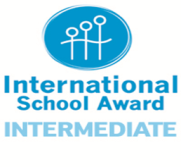 International
School Award
INTERMEDIATE